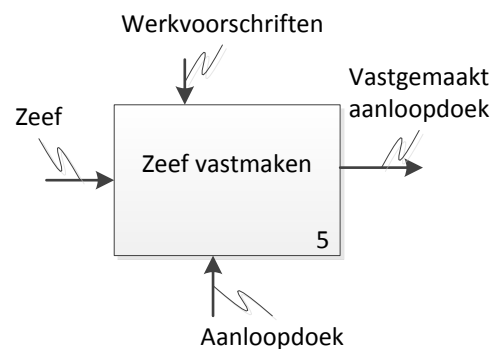 Werkvoorschriften
Vastgemaakt
aanloopdoek
Zeef
Zeef vastmaken
5
Aanloopdoek